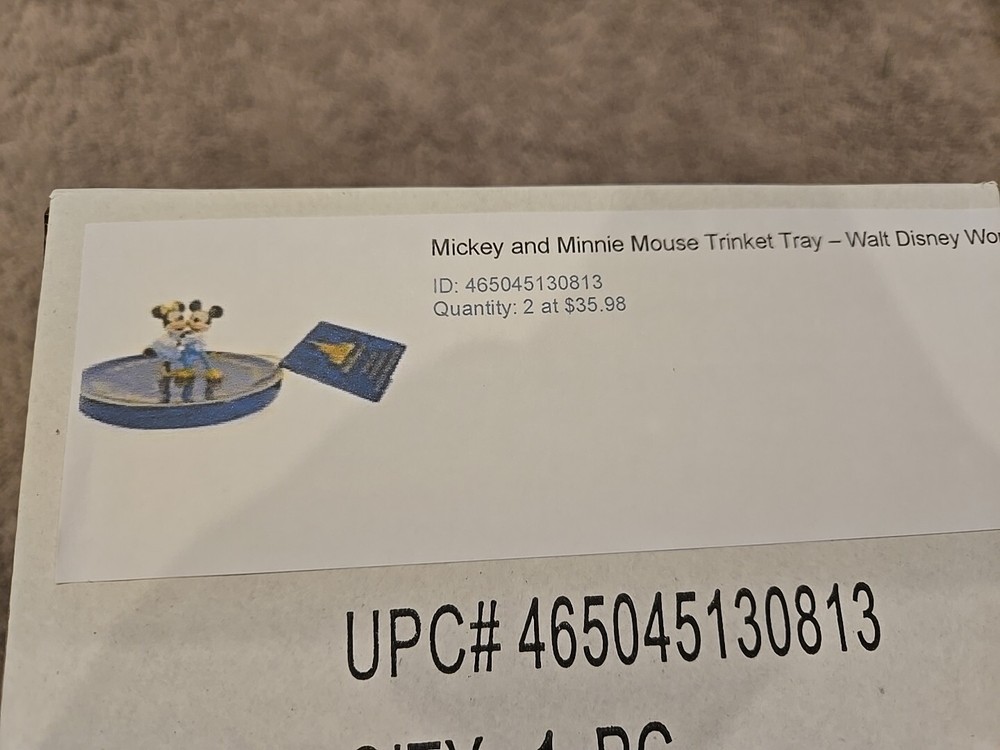 Mickey and Minnie Mouse Trinket Tray – Walt Disney
ID: 465045130813
Quantity: 2 at $35.98
UPC# 465045130813